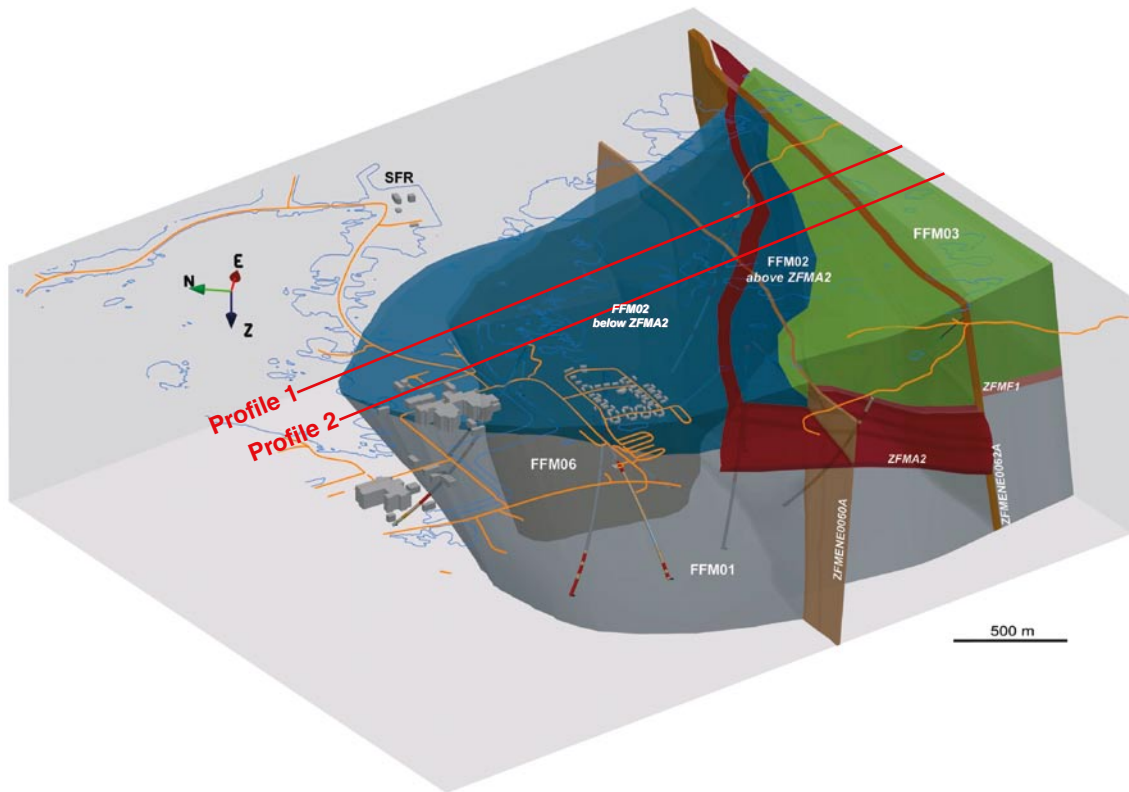 SFR
E
N
Z
FFM03
FFM02
above ZFMA2
FFM02
below ZFMA2
Profile 1
Profile 2
ZFMF1
ZFMA2
FFM06
ZFMENE0062A
ZFMENE0060A
FFM01
500 m